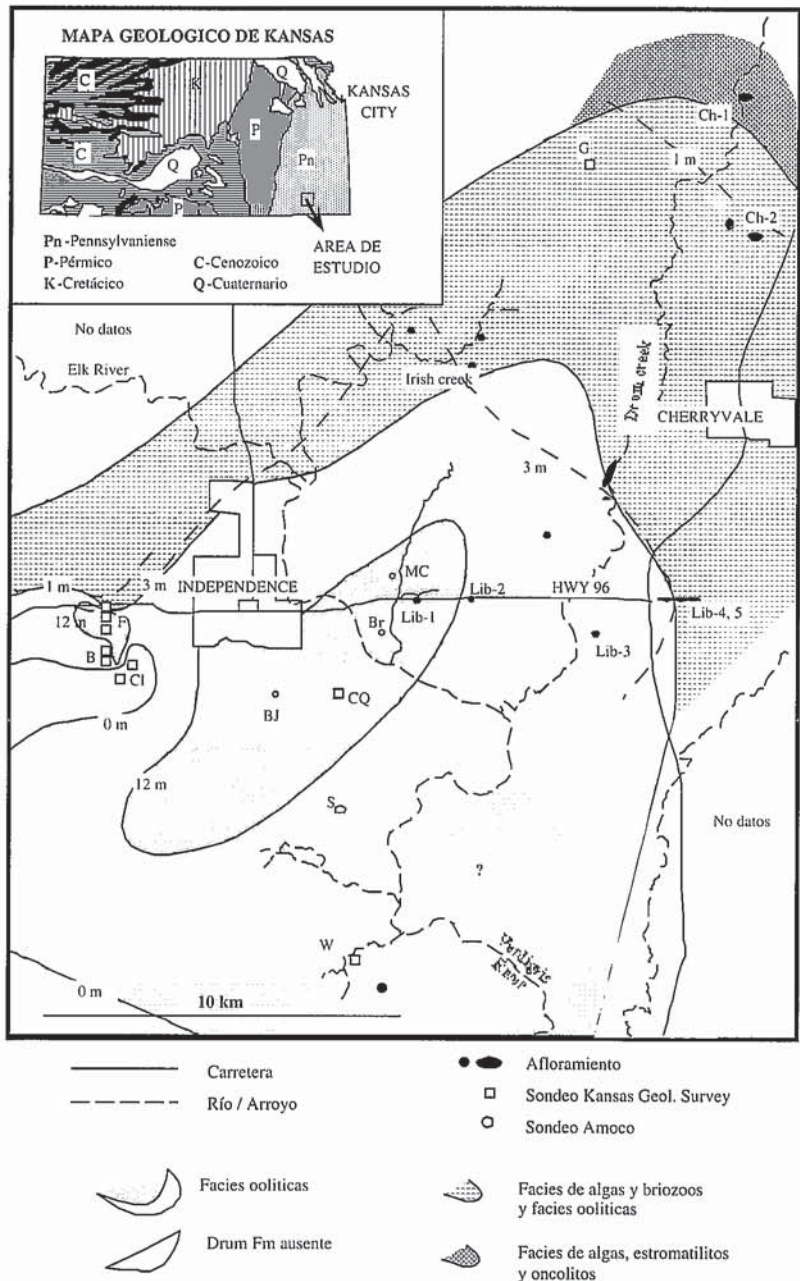 MAPA GEOLOGICO DE KANSAS
C
K
Q
KANSAS
CITY
C
P
Pn
Q
P
Pn-Pennsylvaniense
P-Pérmico
K-Cretácico
C-Cenozoico
Q-Cuaternario
AREA DE
ESTUDIO
Ch-1
1 m
G
Ch-2
No datos
Elk River
Irish creek
Drum creek
CHERRYVALE
3 m
3 m
1 m
INDEPENDENCE
MC
HWY 96
Lib-2
Lib-1
Lib-4, 5
12 m
F
Br
Lib-3
B
Cl
BJ
CQ
0 m
12 m
S
No datos
?
W
Verdigris
River
0 m
10 km
Carretera
Río / Arroyo
Afloramiento
Sondeo Kansas Geol. Survey
Sondeo Amoco
Facies ooliticas
Drum Fm ausente
Facies de algas y briozoos
y facies ooliticas
Facies de algas, estromatilitos
y oncolitos